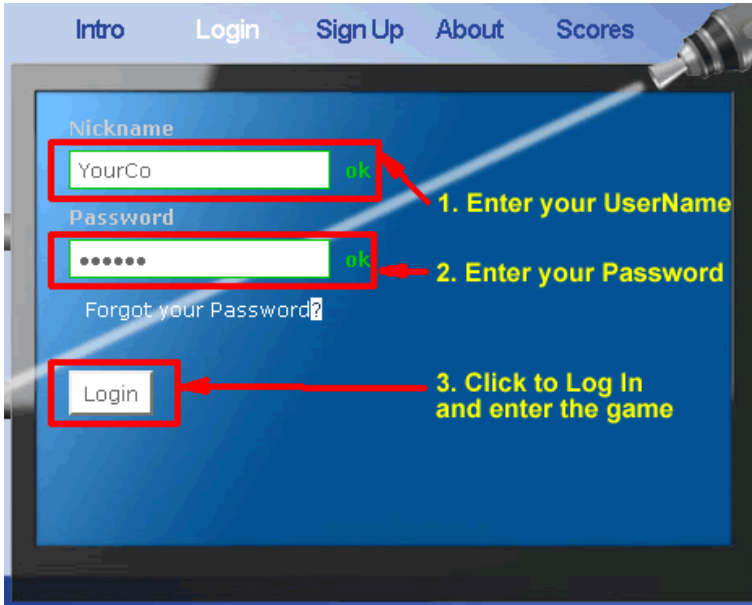 Intro Login Sign Up About Scores
Nickname
YourCo ok
1. Enter your UserName
Password
•••••• ok
2. Enter your Password
Forgot your Password?
Login
3. Click to Log In
and enter the game